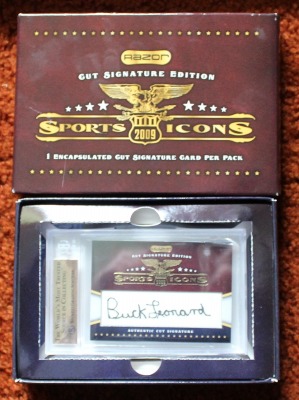 RAZOR
CUT SIGNATURE EDITION
SPORTS ICONS
2009
1 ENCAPSULATED CUT SIGNATURE CARD PER PACK
CUT SIGNATURE EDITION
SPORTS ICONS
Buck Leonard
AUTHENTIC CUT SIGNATURE